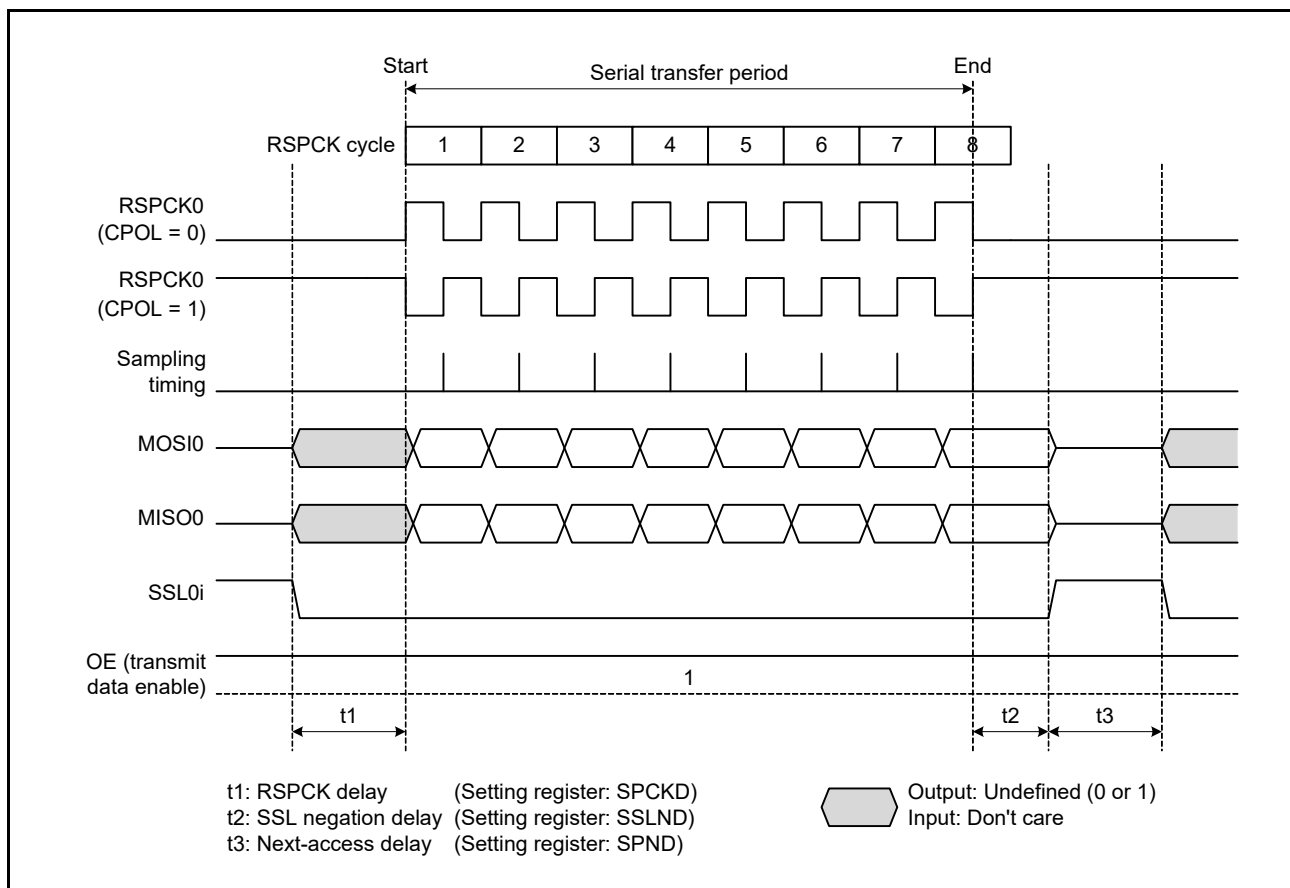 Start
Serial transfer period
End
RSPCK cycle
1 2 3 4 5 6 7 8
RSPCK0
(CPOL = 0)
RSPCK0
(CPOL = 1)
Sampling
timing
MOSI0
MISO0
SSL0i
OE (transmit
data enable)
1
t1
t2
t3
t1: RSPCK delay (Setting register: SPCKD)
t2: SSL negation delay (Setting register: SSLND)
t3: Next-access delay (Setting register: SPND)
Output: Undefined (0 or 1)
Input: Don't care